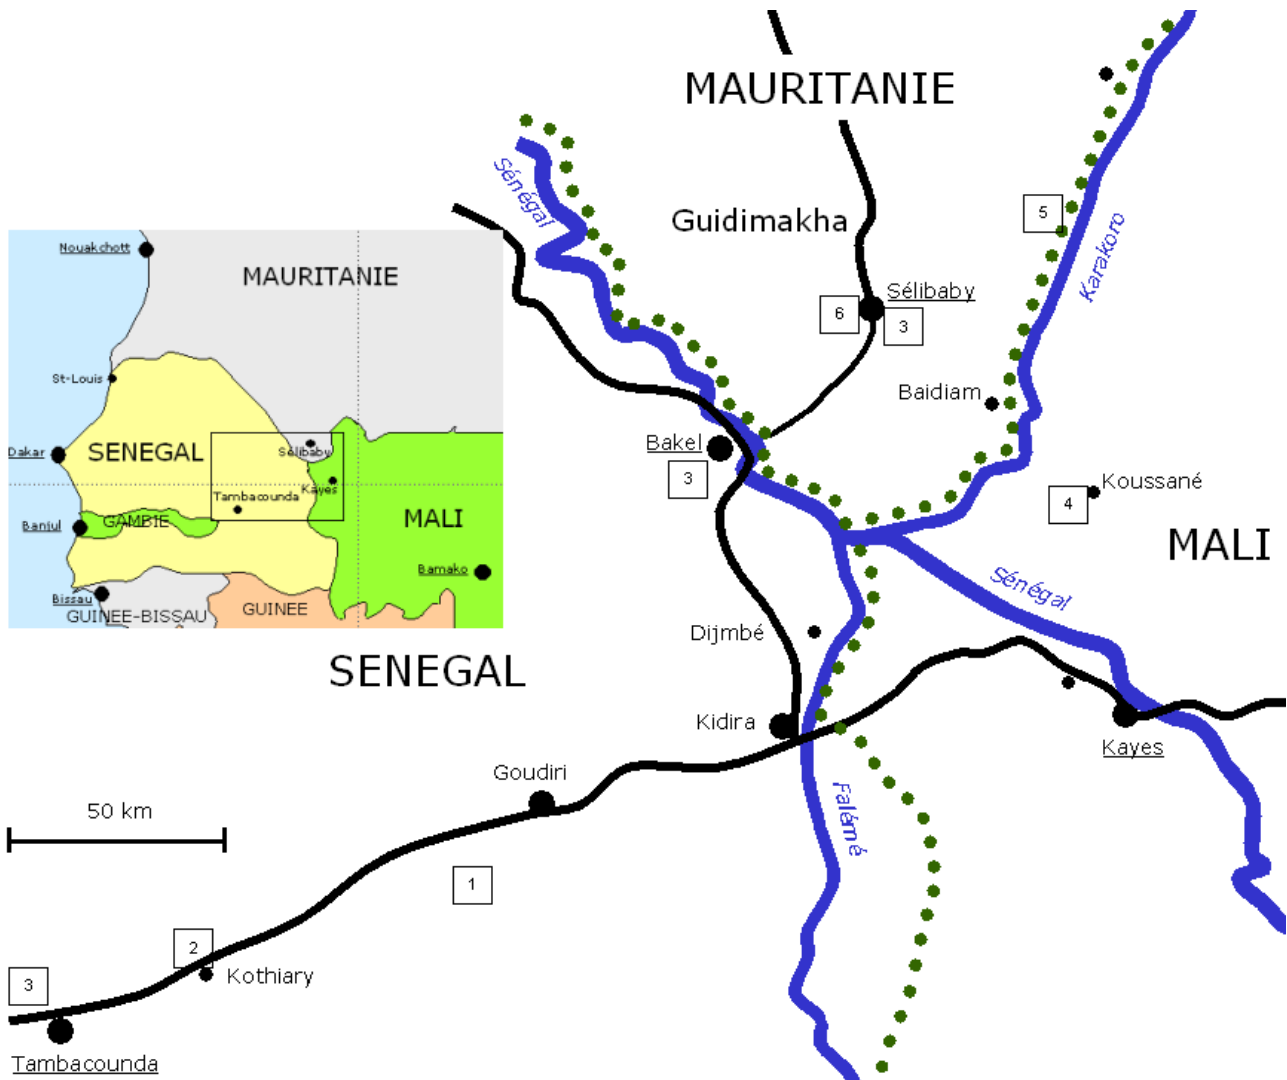 MAURITANIE
Sénégal
Guidimakha
5
Karakoro
Sélibaby
6
3
Baidiam
Bakel
3
Koussané
4
MALI
Sénégal
Dijmbé
SENEGAL
Kidira
Kayes
Goudiri
Falémé
50 km
1
2
Kothiary
3
Tambacounda
Nouakchott
MAURITANIE
St-Louis
Dakar
SENEGAL
Sélibaby
Kayes
Tambacounda
MALI
Banjul
GAMBIE
Bamako
Bissau
GUINEE
GUINEE-BISSAU